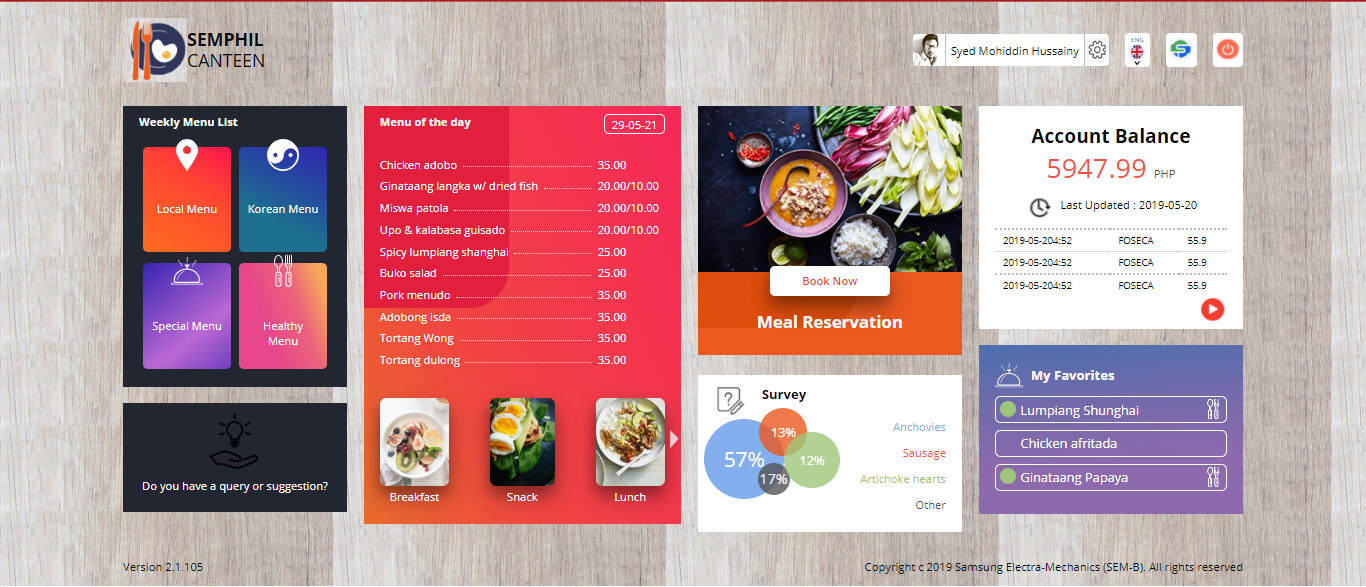 SEMPHIL
CANTEEN
Syed Mohiddin Hussainy
ENG
Weekly Menu List
Local Menu
Korean Menu
Special Menu
Healthy
Menu
Do you have a query or suggestion?
Menu of the day
29-05-21
Chicken adobo 35.00
Ginataang langka w/ dried fish 20.00/10.00
Miswa patola 20.00/10.00
Upo & kalabasa guisado 20.00/10.00
Spicy lumpiang shanghai 25.00
Buko salad 25.00
Pork menudo 35.00
Adobong isda 35.00
Tortang Wong 35.00
Tortang dulong 35.00
Breakfast
Snack
Lunch
Book Now
Meal Reservation
Survey
57%
13%
12%
17%
Anchovies
Sausage
Artichoke hearts
Other
Account Balance
5947.99 PHP
Last Updated : 2019-05-20
2019-05-204:52 FOSECA 55.9
2019-05-204:52 FOSECA 55.9
2019-05-204:52 FOSECA 55.9
My Favorites
Lumpiang Shunghai
Chicken afritada
Ginataang Papaya
Version 2.1.105
Copyright c 2019 Samsung Electra-Mechanics (SEM-B). All rights reserved